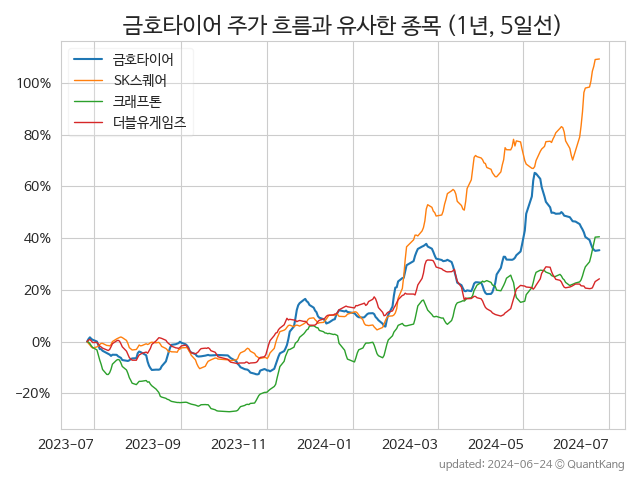 금호타이어 주가 흐름과 유사한 종목 (1년, 5일선)
금호타이어
SK스퀘어
크래프톤
더블유게임즈
100%
80%
60%
40%
20%
0%
−20%
2023-07 2023-09 2023-11 2024-01 2024-03 2024-05 2024-07
updated: 2024-06-24 © QuantKang